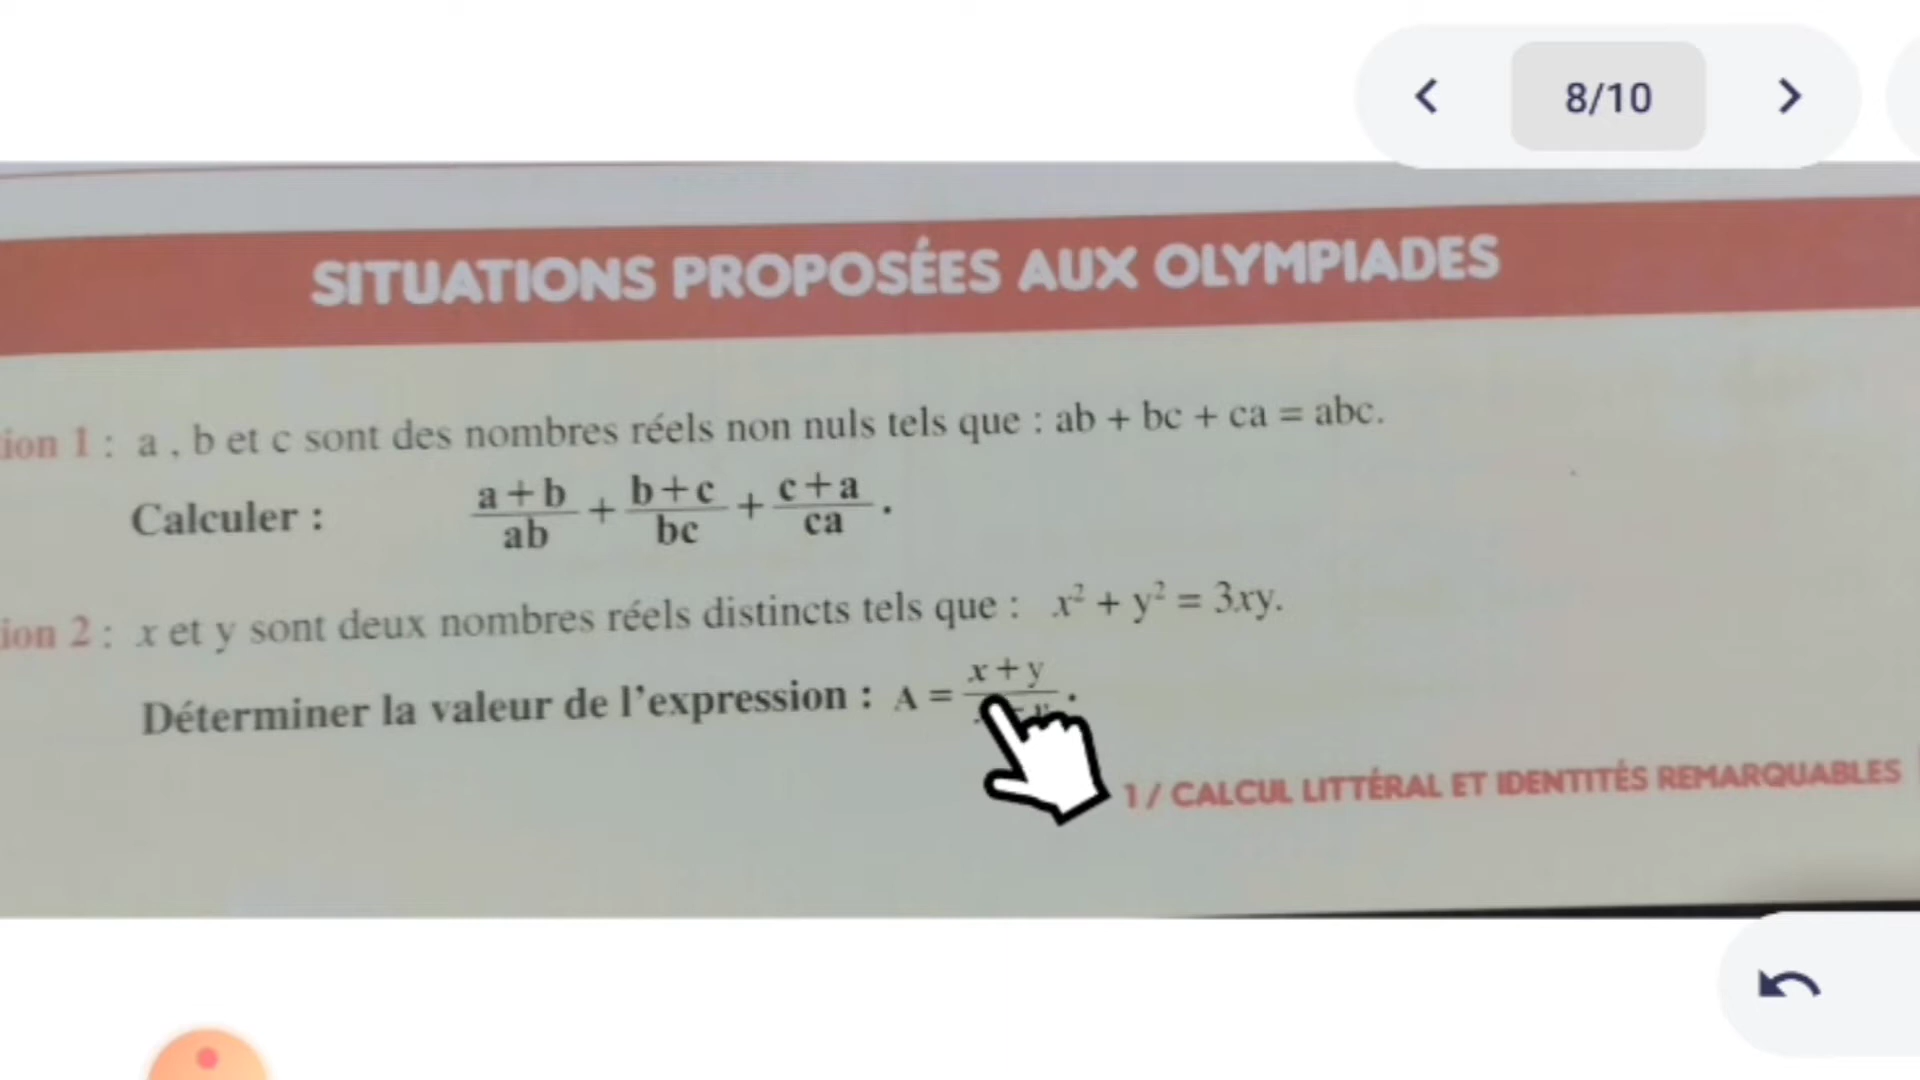 8/10
SITUATIONS PROPOSÉES AUX OLYMPIADES
ion 1 : a , b et c sont des nombres réels non nuls tels que : ab + bc + ca = abc.
Calculer : a+b/ab + b+c/bc + c+a/ca .
ion 2 : x et y sont deux nombres réels distincts tels que : x² + y² = 3xy.
Déterminer la valeur de l'expression : A = x+y .
1 / CALCUL LITTÉRAL ET IDENTITÉS REMARQUABLES